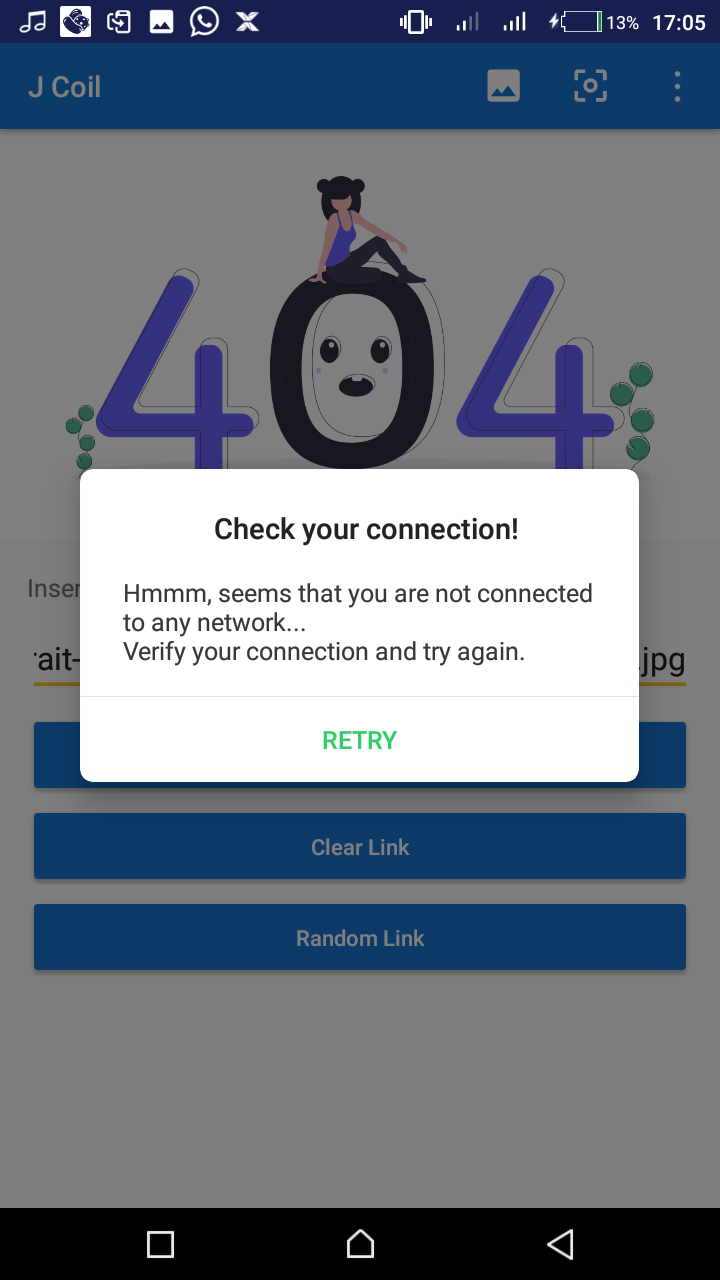 13% 17:05
J Coil
404
Check your connection!
Inser
Hmmm, seems that you are not connected
to any network...
Verify your connection and try again.
rait- .jpg
RETRY
Clear Link
Random Link